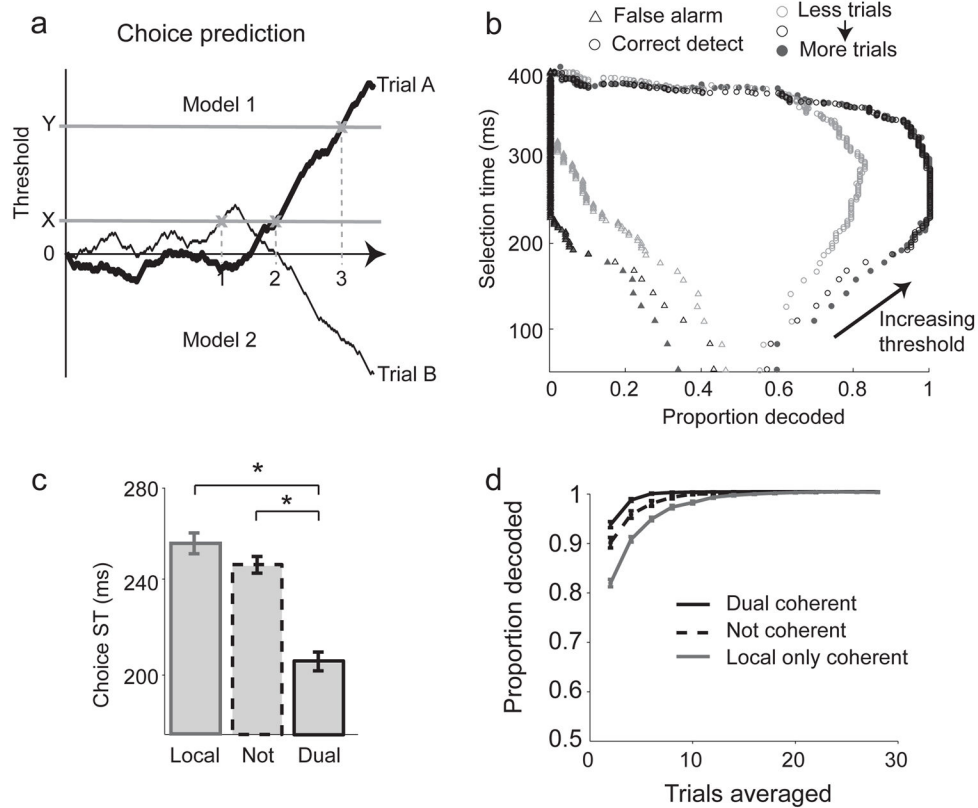 a
Choice prediction
Threshold
Y
X
0
Model 1
Model 2
Trial A
Trial B
1
2
3
b
False alarm
Correct detect
Less trials
More trials
Selection time (ms)
400
300
200
100
0
0.2
0.4
0.6
0.8
1
Proportion decoded
Increasing
threshold
c
*
*
Choice ST (ms)
280
240
200
Local
Not
Dual
d
Proportion decoded
1
0.9
0.8
0.7
0.6
0.5
Dual coherent
Not coherent
Local only coherent
0
10
20
30
Trials averaged